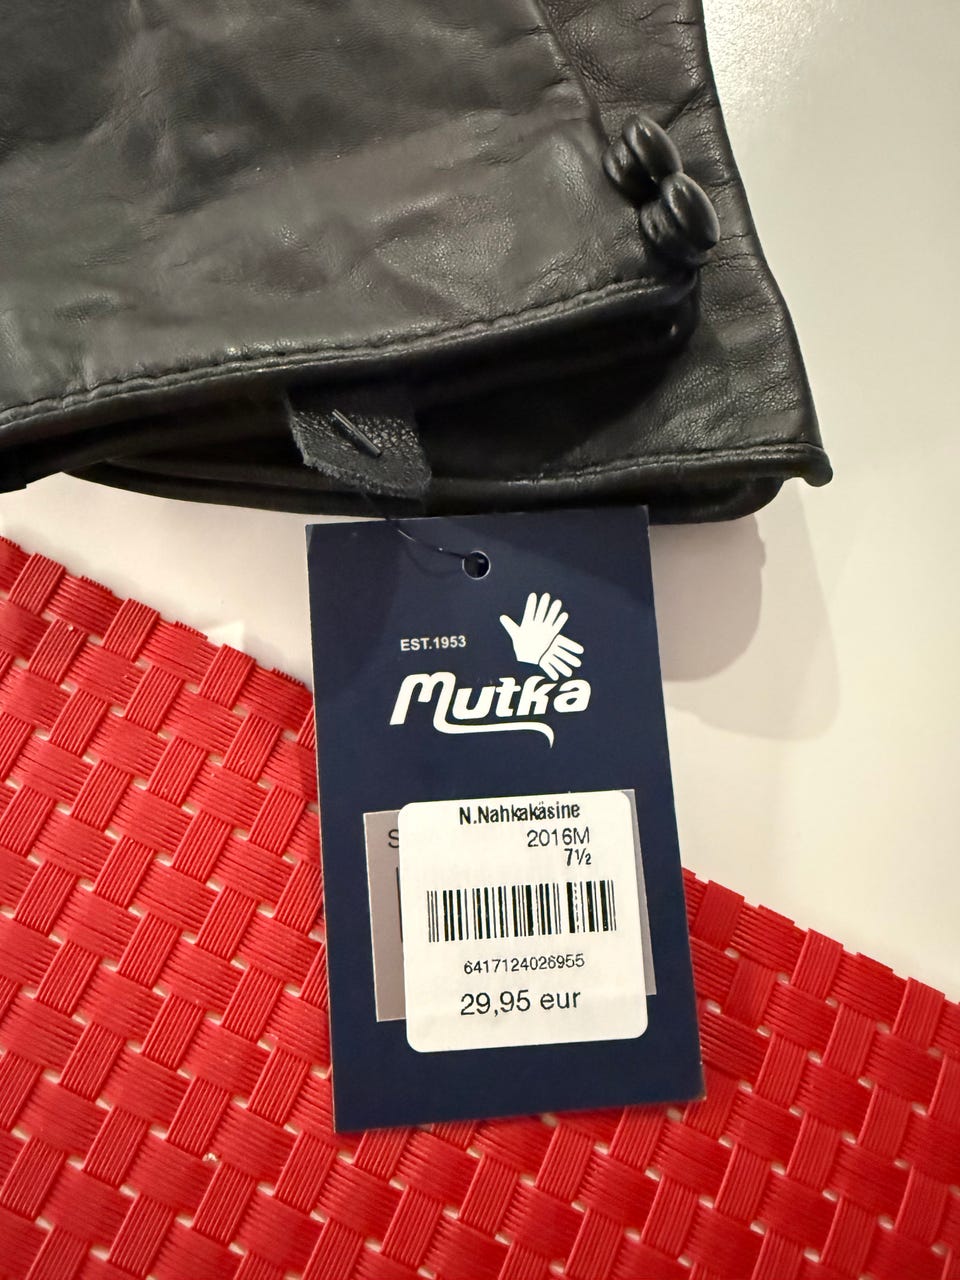 EST.1953
Mutka
N.Nahkakäsine
2016M
7½
6417124026955
29,95 eur